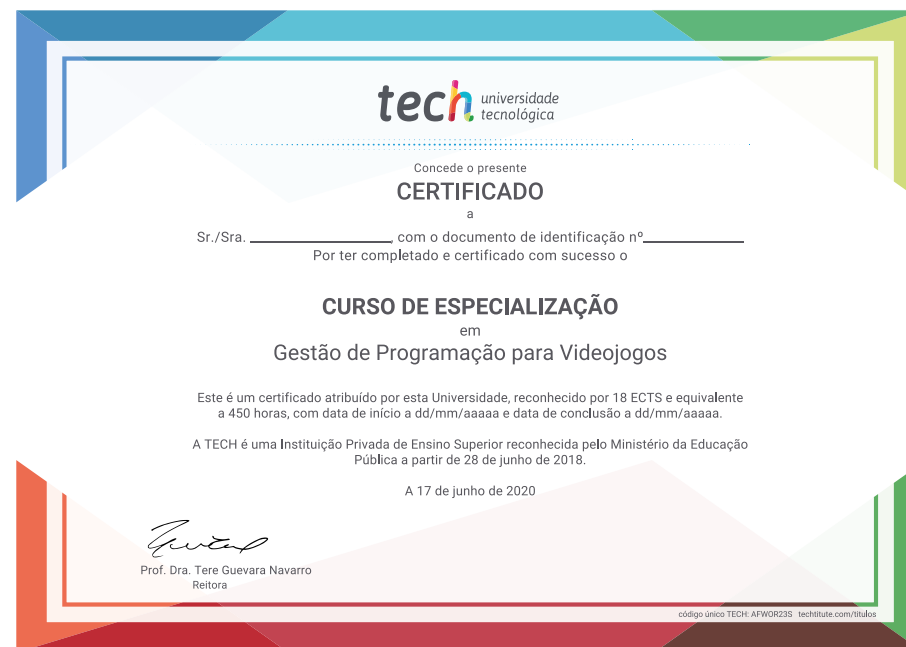 tech universidade
tecnológica
Concede o presente
CERTIFICADO
a
Sr./Sra. , com o documento de identificação nº
Por ter completado e certificado com sucesso o
CURSO DE ESPECIALIZAÇÃO
em
Gestão de Programação para Videojogos
Este é um certificado atribuído por esta Universidade, reconhecido por 18 ECTS e equivalente
a 450 horas, com data de início a dd/mm/aaaaa e data de conclusão a dd/mm/aaaaa.
A TECH é uma Instituição Privada de Ensino Superior reconhecida pelo Ministério da Educação
Pública a partir de 28 de junho de 2018.
A 17 de junho de 2020
Prof. Dra. Tere Guevara Navarro
Reitora
código único TECH: AFWOR23S techtitute.com/titulos